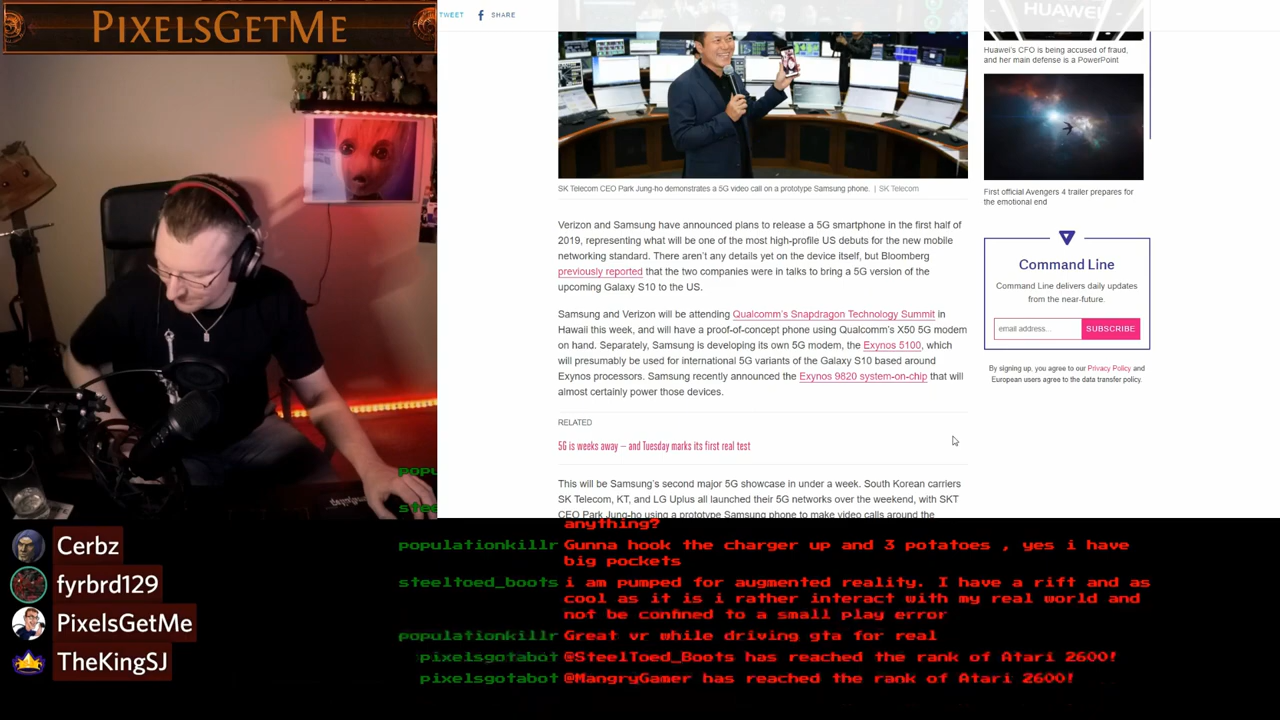 PIXELSGETME
TWEET
SHARE
HUAWEI
Huawei's CFO is being accused of fraud,
and her main defense is a PowerPoint
First official Avengers 4 trailer prepares for
the emotional end
Command Line
Command Line delivers daily updates
from the near-future.
email address...
SUBSCRIBE
By signing up, you agree to our Privacy Policy and
European users agree to the data transfer policy.
SK Telecom CEO Park Jung-ho demonstrates a 5G video call on a prototype Samsung phone. | SK Telecom
Verizon and Samsung have announced plans to release a 5G smartphone in the first half of
2019, representing what will be one of the most high-profile US debuts for the new mobile
networking standard. There aren't any details yet on the device itself, but Bloomberg
previously reported that the two companies were in talks to bring a 5G version of the
upcoming Galaxy S10 to the US.
Samsung and Verizon will be attending Qualcomm's Snapdragon Technology Summit in
Hawaii this week, and will have a proof-of-concept phone using Qualcomm's X50 5G modem
on hand. Separately, Samsung is developing its own 5G modem, the Exynos 5100, which
will presumably be used for international 5G variants of the Galaxy S10 based around
Exynos processors. Samsung recently announced the Exynos 9820 system-on-chip that will
almost certainly power those devices.
RELATED
5G is weeks away – and Tuesday marks its first real test
This will be Samsung's second major 5G showcase in under a week. South Korean carriers
SK Telecom, KT, and LG Uplus all launched their 5G networks over the weekend, with SKT
CEO Park Jung-ho using a prototype Samsung phone to make video calls around the
popu
stee
anything?
populationkillr Gunna hook the charger up and 3 potatoes , yes i have
big pockets
steeltoed_boots i am pumped for augmented reality. I have a rift and as
cool as it is i rather interact with my real world and
not be confined to a small play error
populationkillr Great vr while driving gta for real
pixelsgotabot @SteelToed_Boots has reached the rank of Atari 2600!
pixelsgotabot @MangryGamer has reached the rank of Atari 2600!
Cerbz
fyrbrd129
PixelsGetMe
TheKingSJ